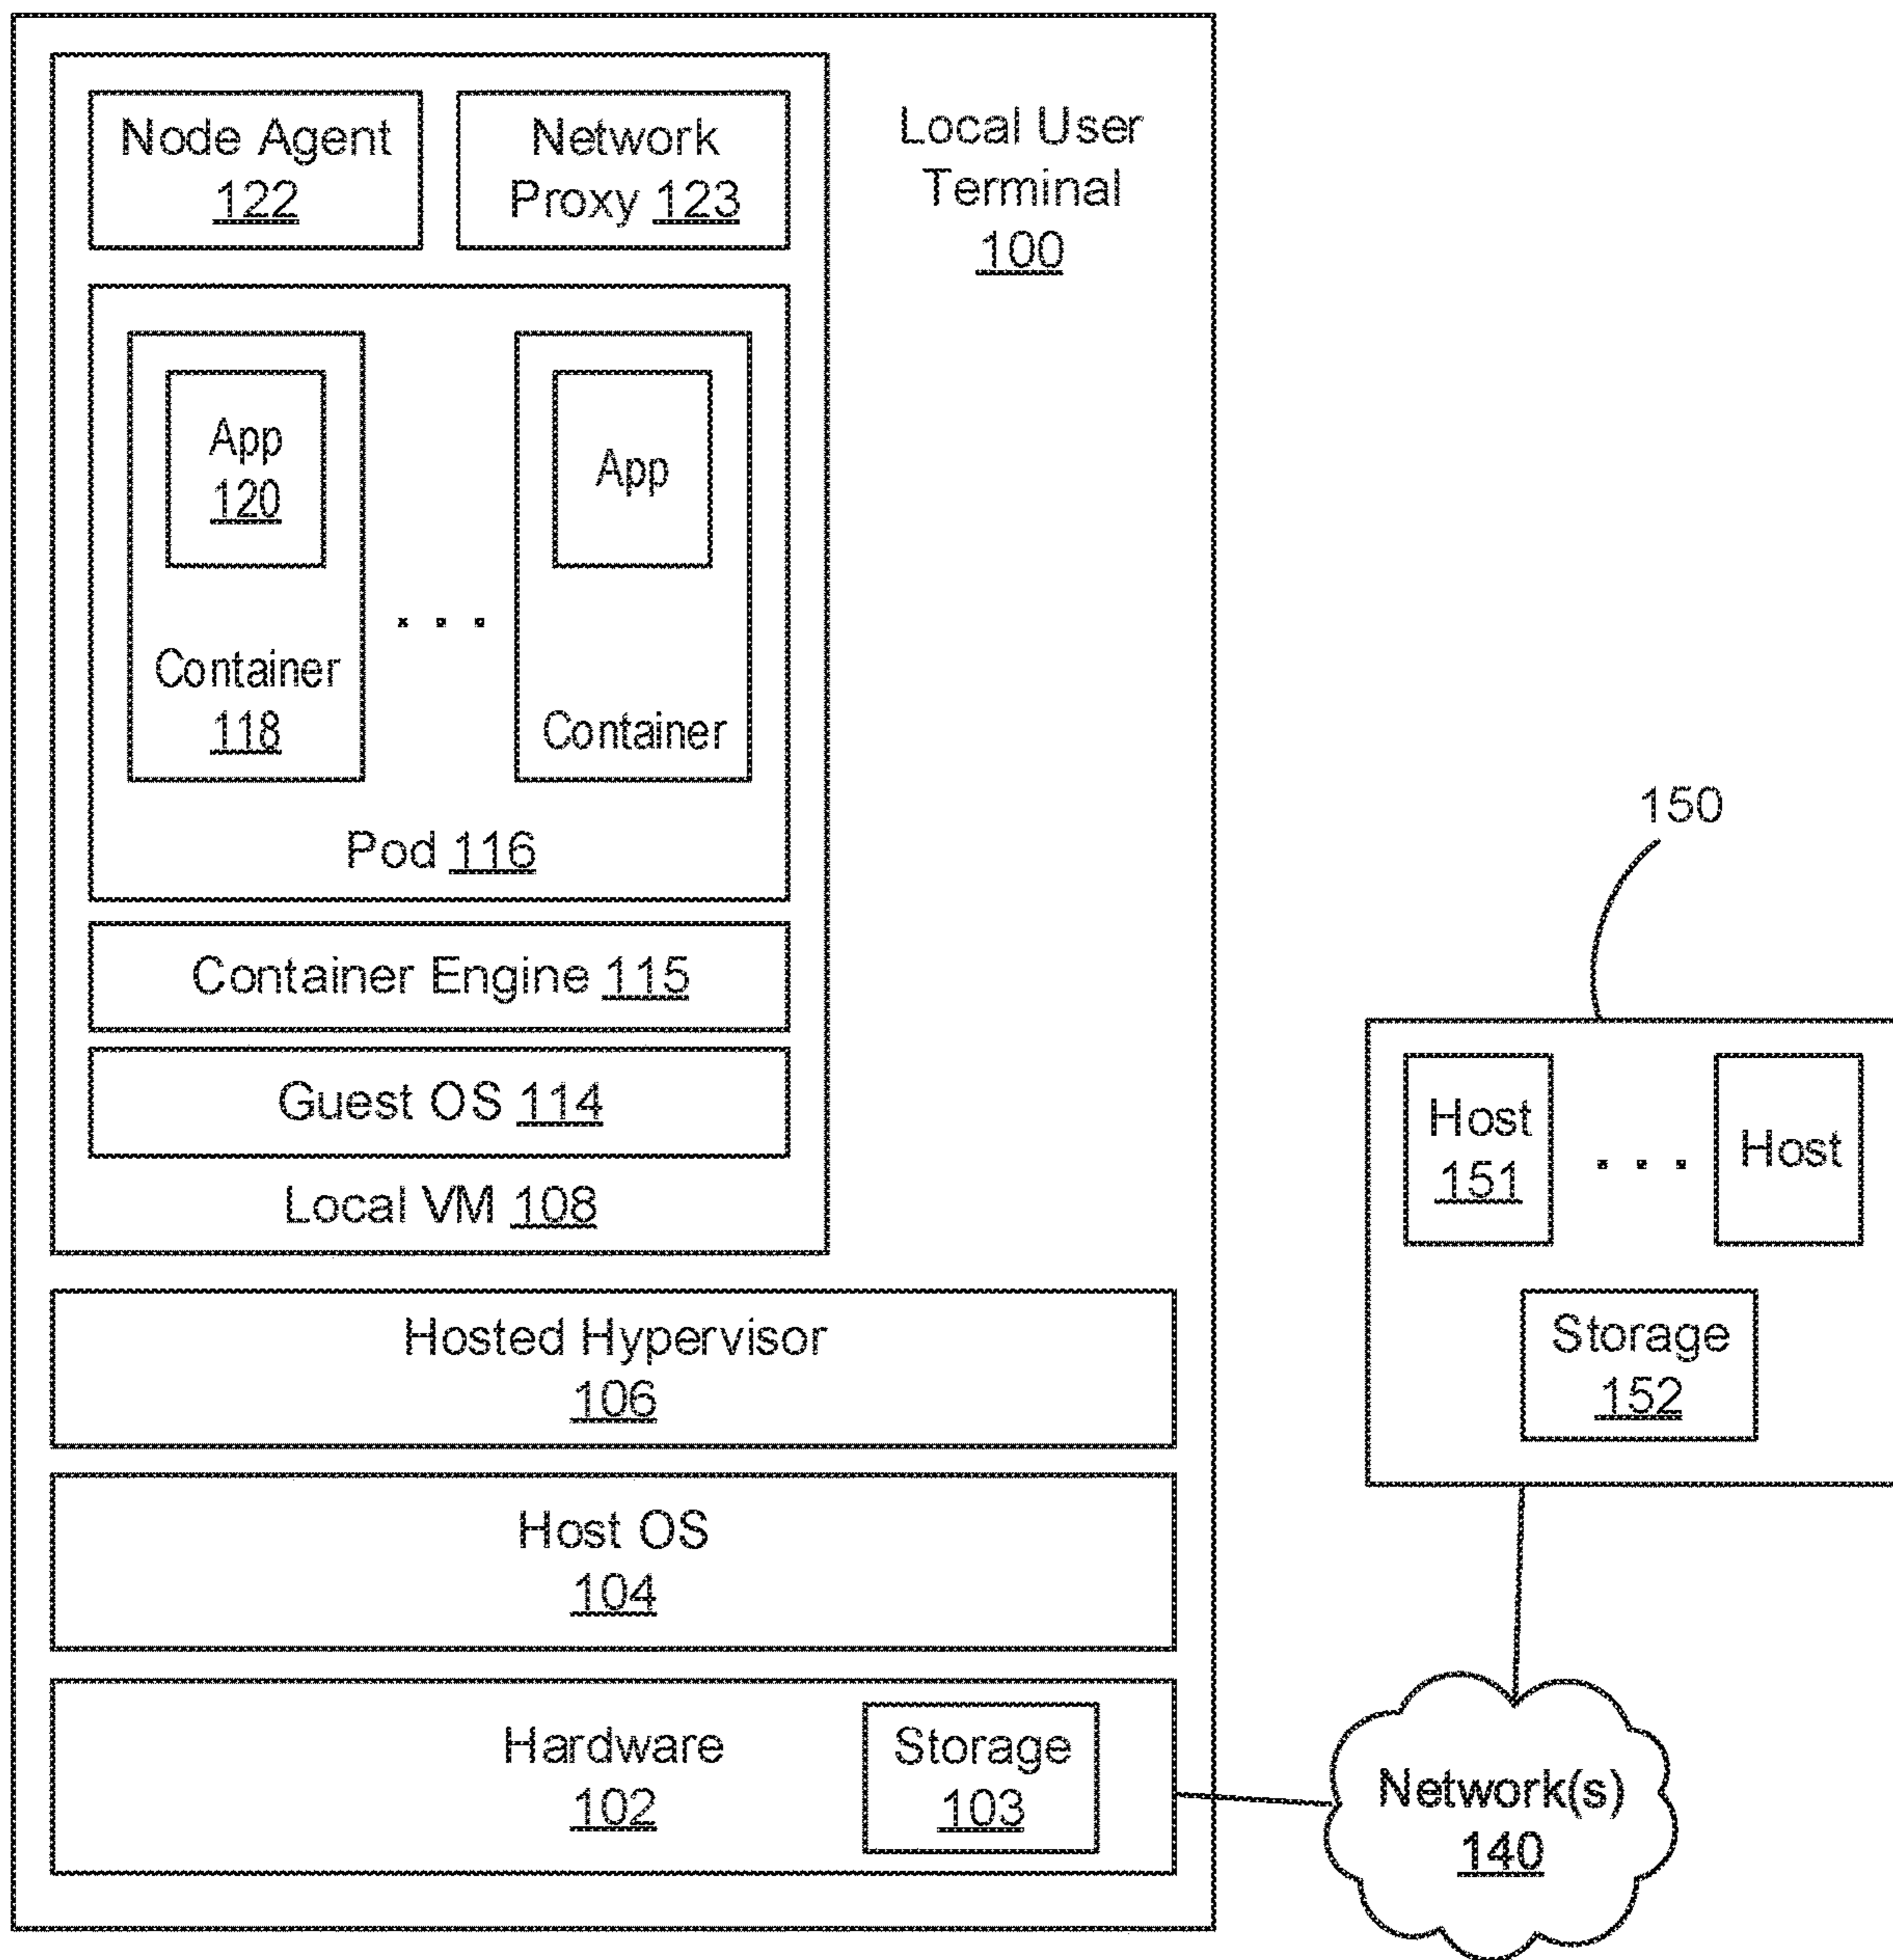 Node Agent
122
Network
Proxy 123
Local User
Terminal
100
App
120
Container
118
. . .
App
Container
Pod 116
Container Engine 115
Guest OS 114
Local VM 108
Hosted Hypervisor
106
Host OS
104
Hardware
102
Storage
103
150
Host
151
. . .
Host
Storage
152
Network(s)
140